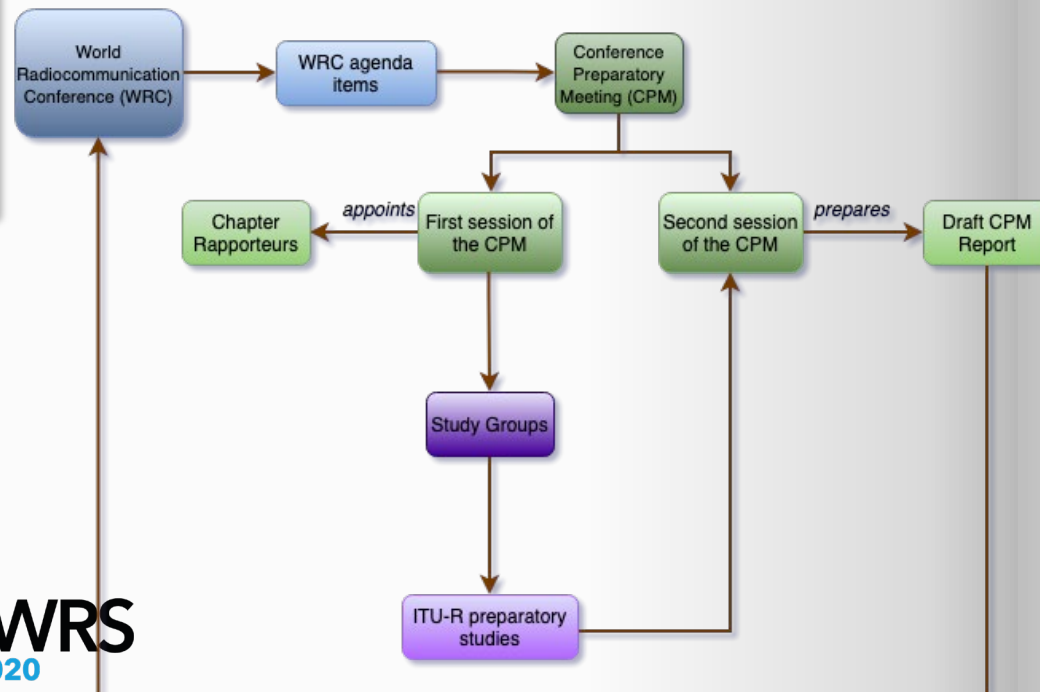 World
Radiocommunication
Conference (WRC)
WRC agenda
items
Conference
Preparatory
Meeting (CPM)
Chapter
Rapporteurs
appoints
First session of
the CPM
Second session
of the CPM
prepares
Draft CPM
Report
Study Groups
ITU-R preparatory
studies
WRS
020